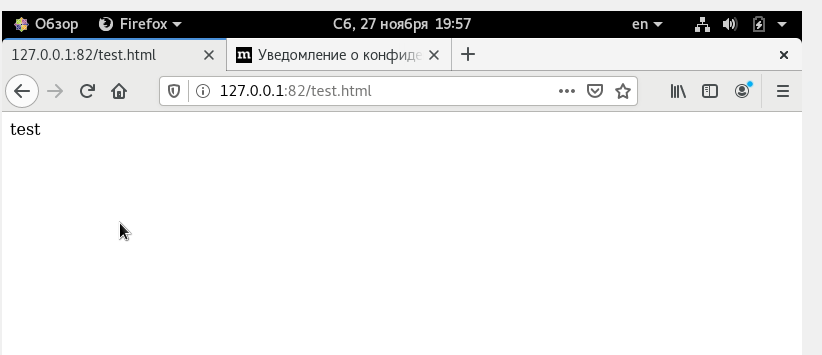 Обзор Firefox Сб, 27 ноября 19:57 en
127.0.0.1:82/test.html Уведомление о конфиде
127.0.0.1:82/test.html
test